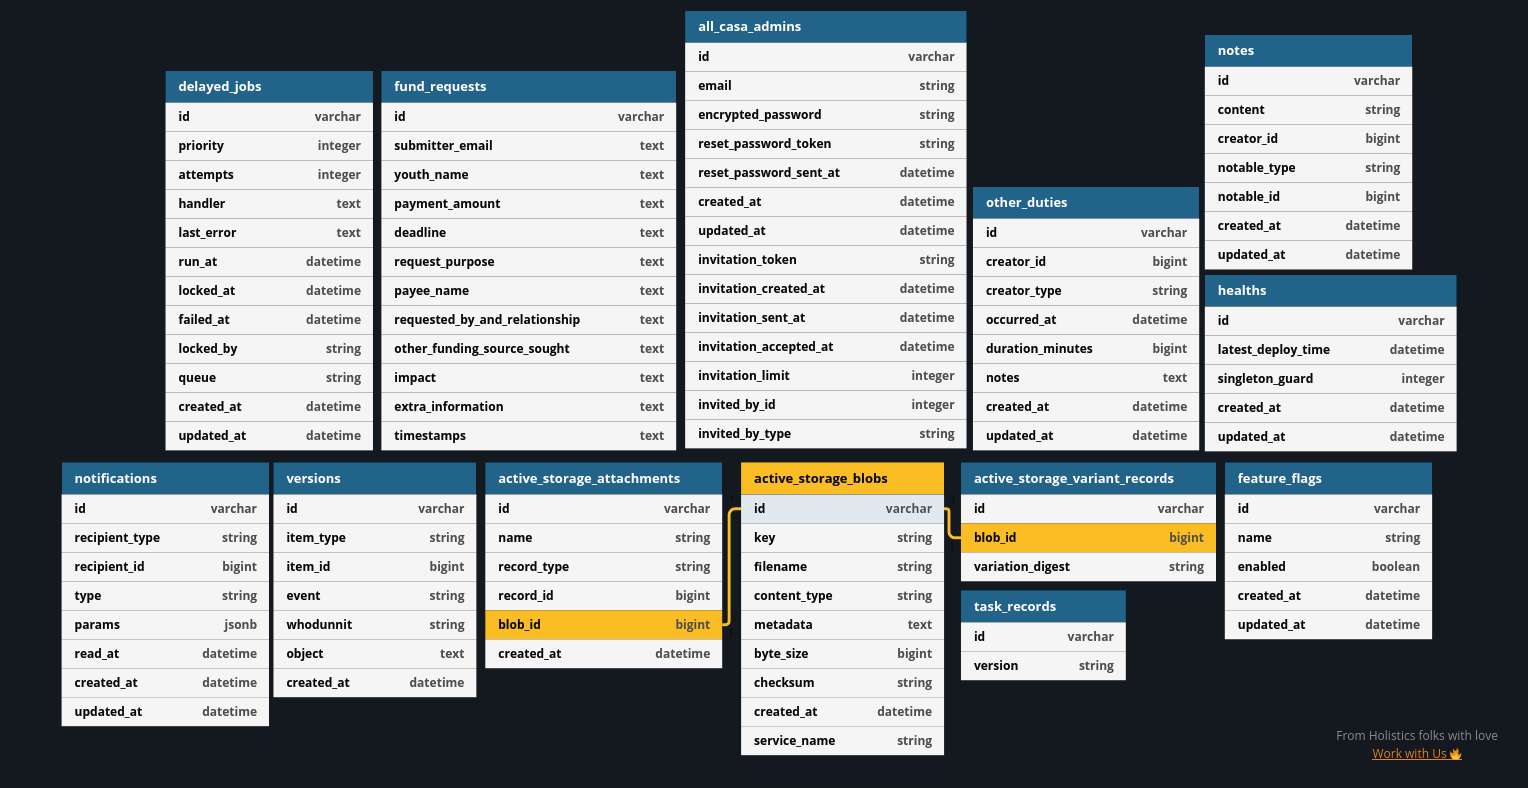 delayed_jobs
id varchar
priority integer
attempts integer
handler text
last_error text
run_at datetime
locked_at datetime
failed_at datetime
locked_by string
queue string
created_at datetime
updated_at datetime
fund_requests
id varchar
submitter_email text
youth_name text
payment_amount text
deadline text
request_purpose text
payee_name text
requested_by_and_relationship text
other_funding_source_sought text
impact text
extra_information text
timestamps text
all_casa_admins
id varchar
email string
encrypted_password string
reset_password_token string
reset_password_sent_at datetime
created_at datetime
updated_at datetime
invitation_token string
invitation_created_at datetime
invitation_sent_at datetime
invitation_accepted_at datetime
invitation_limit integer
invited_by_id integer
invited_by_type string
other_duties
id varchar
creator_id bigint
creator_type string
occurred_at datetime
duration_minutes bigint
notes text
created_at datetime
updated_at datetime
notes
id varchar
content string
creator_id bigint
notable_type string
notable_id bigint
created_at datetime
updated_at datetime
healths
id varchar
latest_deploy_time datetime
singleton_guard integer
created_at datetime
updated_at datetime
notifications
id varchar
recipient_type string
recipient_id bigint
type string
params jsonb
read_at datetime
created_at datetime
updated_at datetime
versions
id varchar
item_type string
item_id bigint
event string
whodunnit string
object text
created_at datetime
active_storage_attachments
id varchar
name string
record_type string
record_id bigint
blob_id bigint
created_at datetime
active_storage_blobs
id varchar
key string
filename string
content_type string
metadata text
byte_size bigint
checksum string
created_at datetime
service_name string
active_storage_variant_records
id varchar
blob_id bigint
variation_digest string
task_records
id varchar
version string
feature_flags
id varchar
name string
enabled boolean
created_at datetime
updated_at datetime
From Holistics folks with love
Work with Us🔥